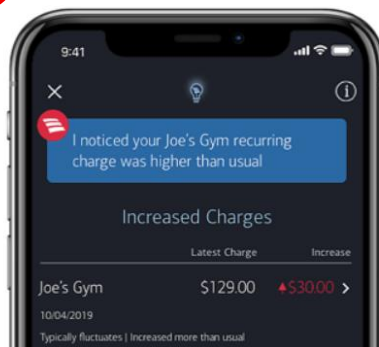 9:41
I noticed your Joe's Gym recurring
charge was higher than usual
Increased Charges
Latest Charge Increase
Joe's Gym $129.00 $30.00 >
10/04/2019
Typically fluctuates | Increased more than usual